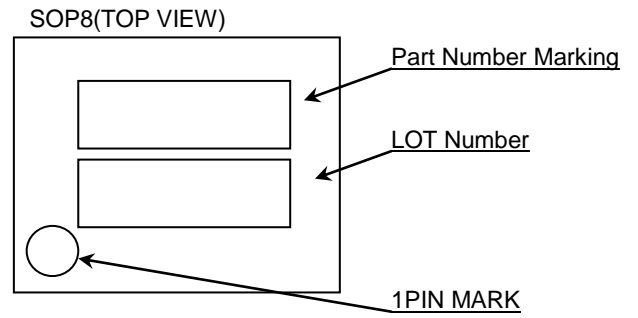 SOP8(TOP VIEW)
Part Number Marking
LOT Number
1PIN MARK